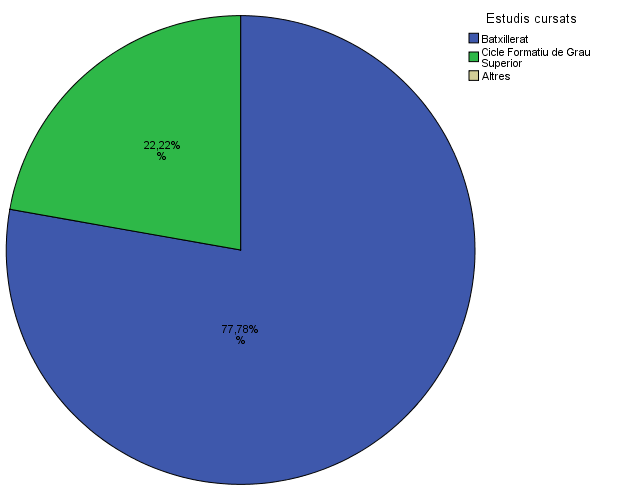 Estudis cursats
Batxillerat
Cicle Formatiu de Grau
Superior
Altres
22,22%
%
77,78%
%